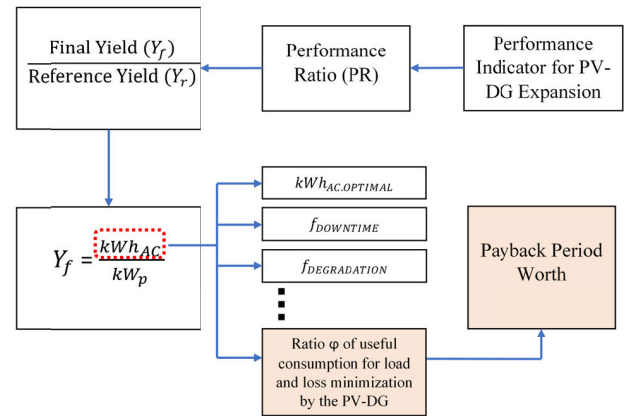 Final Yield (Y_f)
Reference Yield (Y_r)
Performance
Ratio (PR)
Performance
Indicator for PV-
DG Expansion
Y_f = kWh_AC
kW_p
kWh_AC.OPTIMAL
f_DOWNTIME
f_DEGRADATION
Ratio φ of useful
consumption for load
and loss minimization
by the PV-DG
Payback Period
Worth